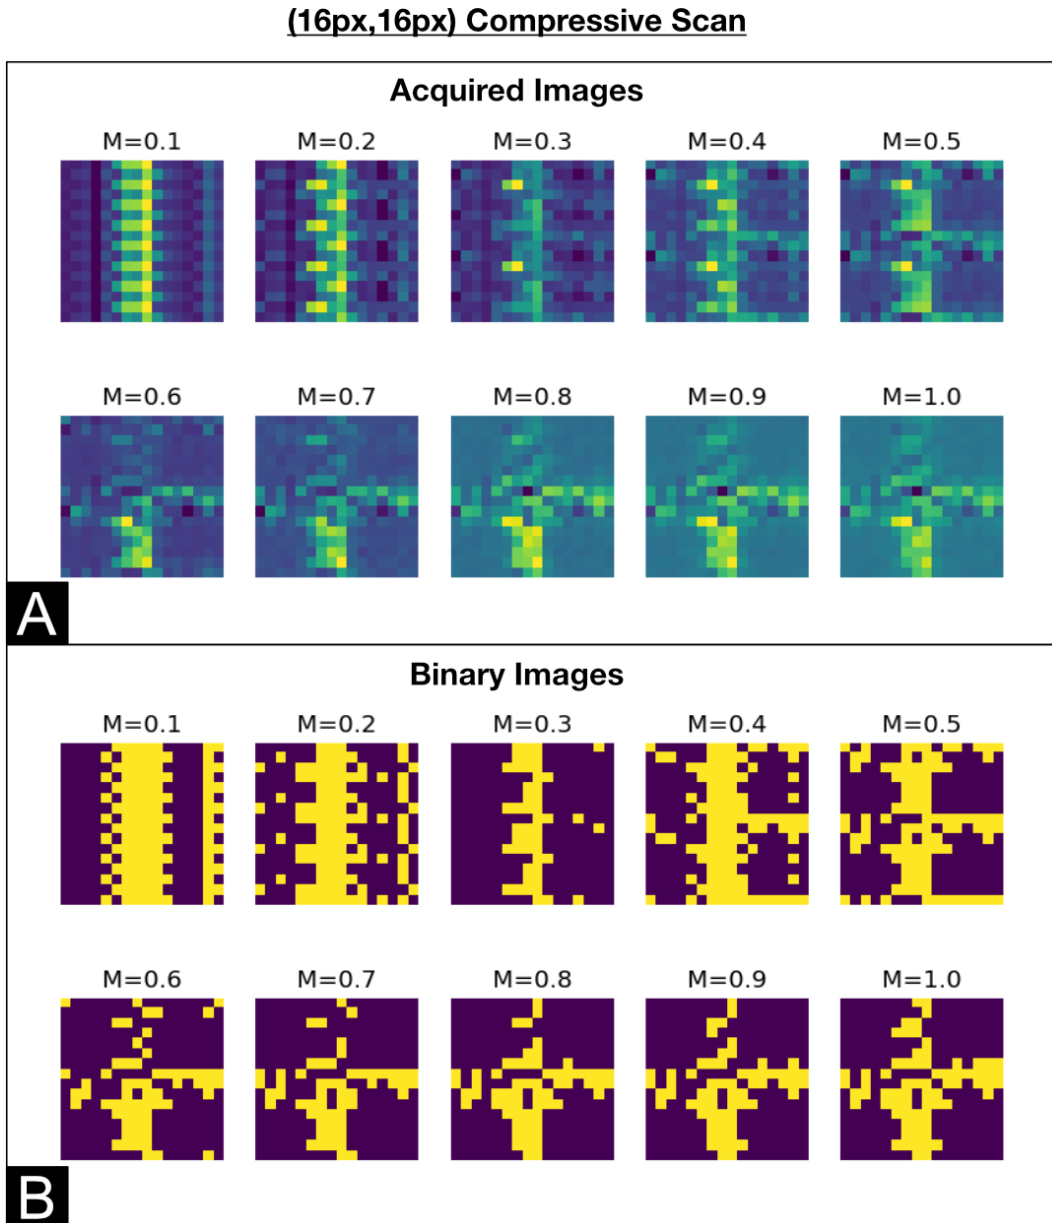 (16px,16px) Compressive Scan
Acquired Images
M=0.1 M=0.2 M=0.3 M=0.4 M=0.5
M=0.6 M=0.7 M=0.8 M=0.9 M=1.0
A
Binary Images
M=0.1 M=0.2 M=0.3 M=0.4 M=0.5
M=0.6 M=0.7 M=0.8 M=0.9 M=1.0
B